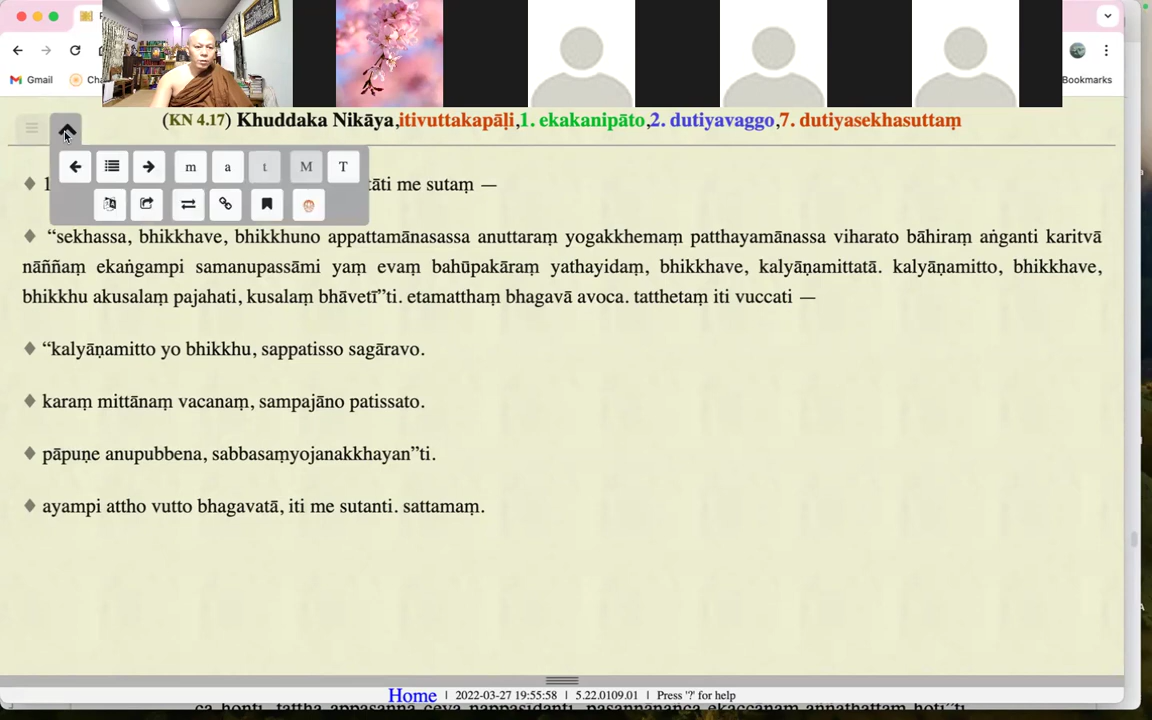 Gmail
Bookmarks
(KN 4.17) Khuddaka Nikāya,itivuttakapāḷi,1. ekakanipāto,2. dutiyavaggo,7. dutiyasekhasuttaṃ
m a t M T
me sutaṃ —
“sekhassa, bhikkhave, bhikkhuno appattamānasassa anuttaraṃ yogakkhemaṃ patthayamānassa viharato bāhiraṃ aṅganti karitvā
nāññaṃ ekaṅgampi samanupassāmi yaṃ evaṃ bahūpakāraṃ yathayidaṃ, bhikkhave, kalyāṇamittatā. kalyāṇamitto, bhikkhave,
bhikkhu akusalaṃ pajahati, kusalaṃ bhāvetī”ti. etamatthaṃ bhagavā avoca. tatthetaṃ iti vuccati —
“kalyāṇamitto yo bhikkhu, sappatisso sagāravo.
karaṃ mittānaṃ vacanaṃ, sampajāno patissato.
pāpuṇe anupubbena, sabbasaṃyojanakkhayan”ti.
ayampi attho vutto bhagavatā, iti me sutanti. sattamaṃ.
Home | 2022-03-27 19:55:58 | 5.22.0109.01 | Press '?' for help